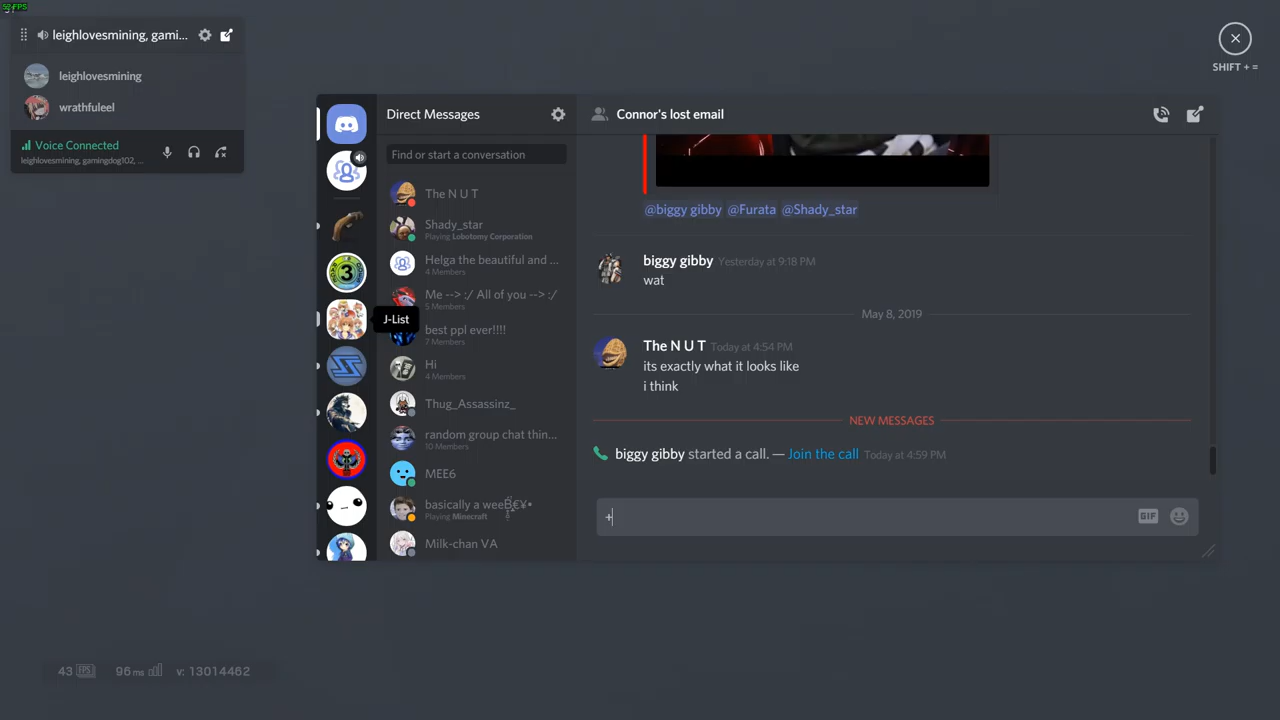 leighlovesmining, gami...
leighlovesmining
wrathfuleel
Voice Connected
leighlovesmining, gamingdog102, ...
SHIFT + =
Direct Messages
Find or start a conversation
The N U T
Shady_star
Playing Lobotomy Corporation
Helga the beautiful and ...
4 Members
Me --> :/ All of you --> :/
5 Members
best ppl ever!!!!
7 Members
Hi
4 Members
Thug_Assassinz_
random group chat thin...
10 Members
MEE6
basically a weeB€¥•
Playing Minecraft
Milk-chan VA
J-List
3
Connor's lost email
@biggy gibby @Furata @Shady_star
biggy gibby Yesterday at 9:18 PM
wat
May 8, 2019
The N U T Today at 4:54 PM
its exactly what it looks like
i think
NEW MESSAGES
biggy gibby started a call. — Join the call Today at 4:59 PM
+
GIF
43 FPS 96 ms v: 13014462